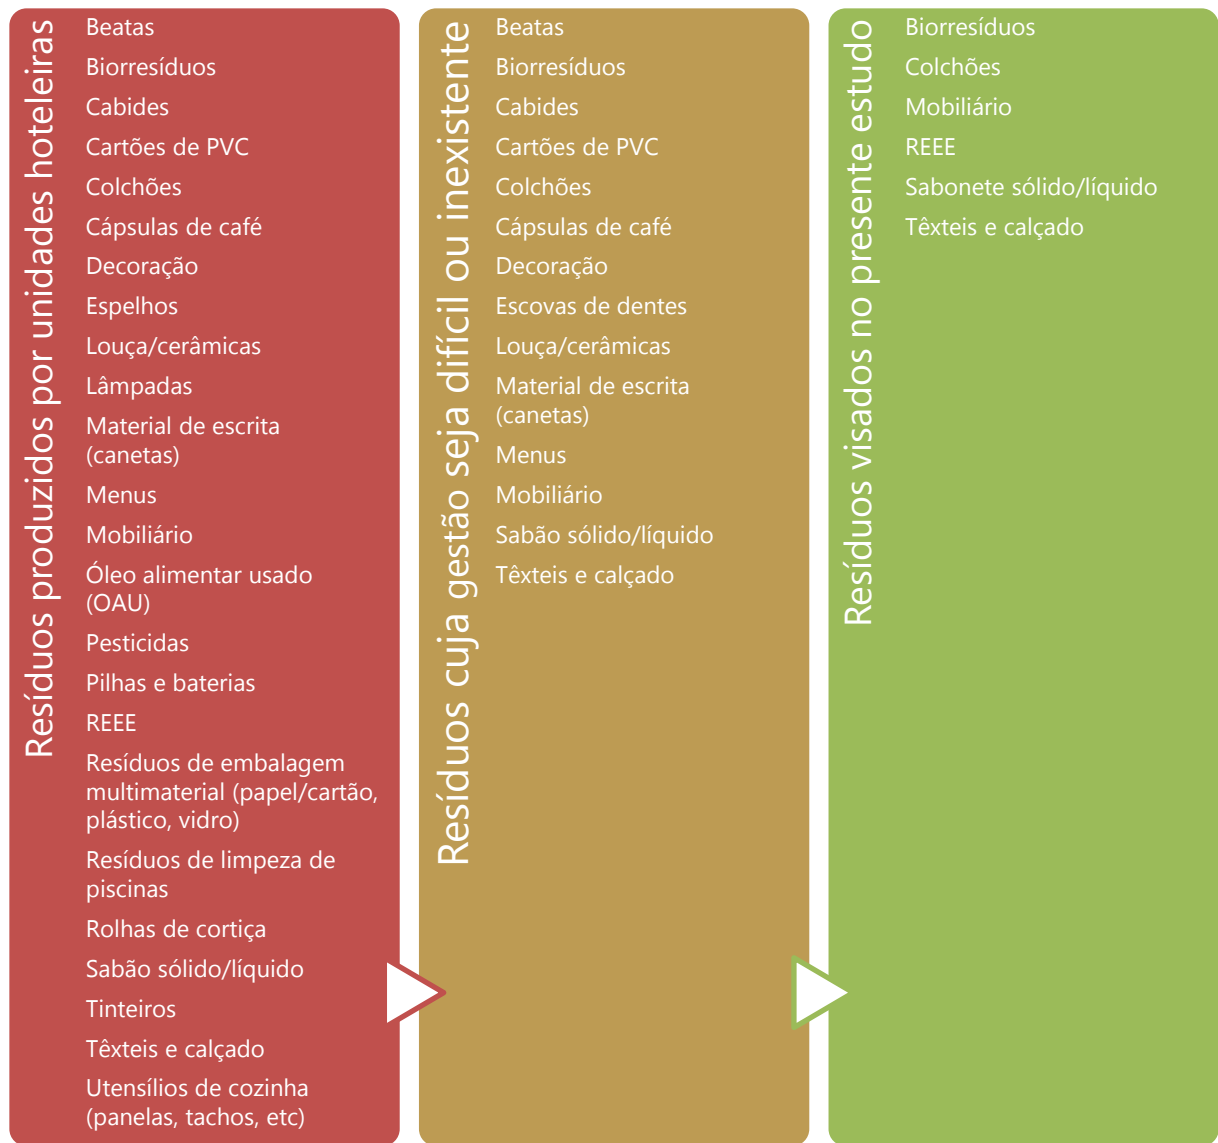 Resíduos produzidos por unidades hoteleiras
Beatas
Biorresíduos
Cabides
Cartões de PVC
Colchões
Cápsulas de café
Decoração
Espelhos
Louça/cerâmicas
Lâmpadas
Material de escrita
(canetas)
Menus
Mobiliário
Óleo alimentar usado
(OAU)
Pesticidas
Pilhas e baterias
REEE
Resíduos de embalagem
multimaterial (papel/cartão,
plástico, vidro)
Resíduos de limpeza de
piscinas
Rolhas de cortiça
Sabão sólido/líquido
Tinteiros
Têxteis e calçado
Utensílios de cozinha
(panelas, tachos, etc)
Resíduos cuja gestão seja difícil ou inexistente
Beatas
Biorresíduos
Cabides
Cartões de PVC
Colchões
Cápsulas de café
Decoração
Escovas de dentes
Louça/cerâmicas
Material de escrita
(canetas)
Menus
Mobiliário
Sabão sólido/líquido
Têxteis e calçado
Resíduos visados no presente estudo
Biorresíduos
Colchões
Mobiliário
REEE
Sabonete sólido/líquido
Têxteis e calçado